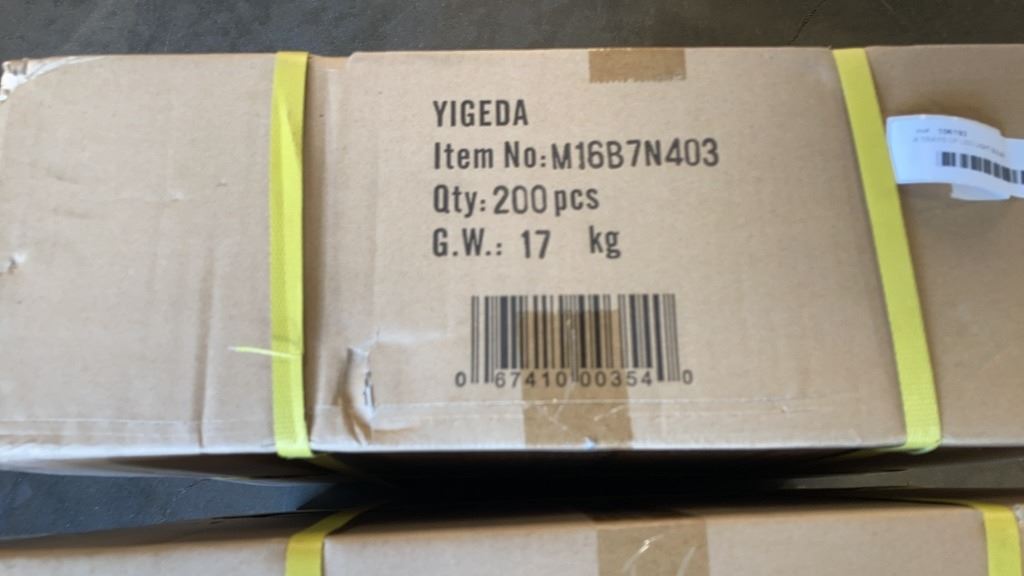 YIGEDA
Item No:M16B7N403
Qty: 200 pcs
G.W.: 17 kg
0 67410 00354 0